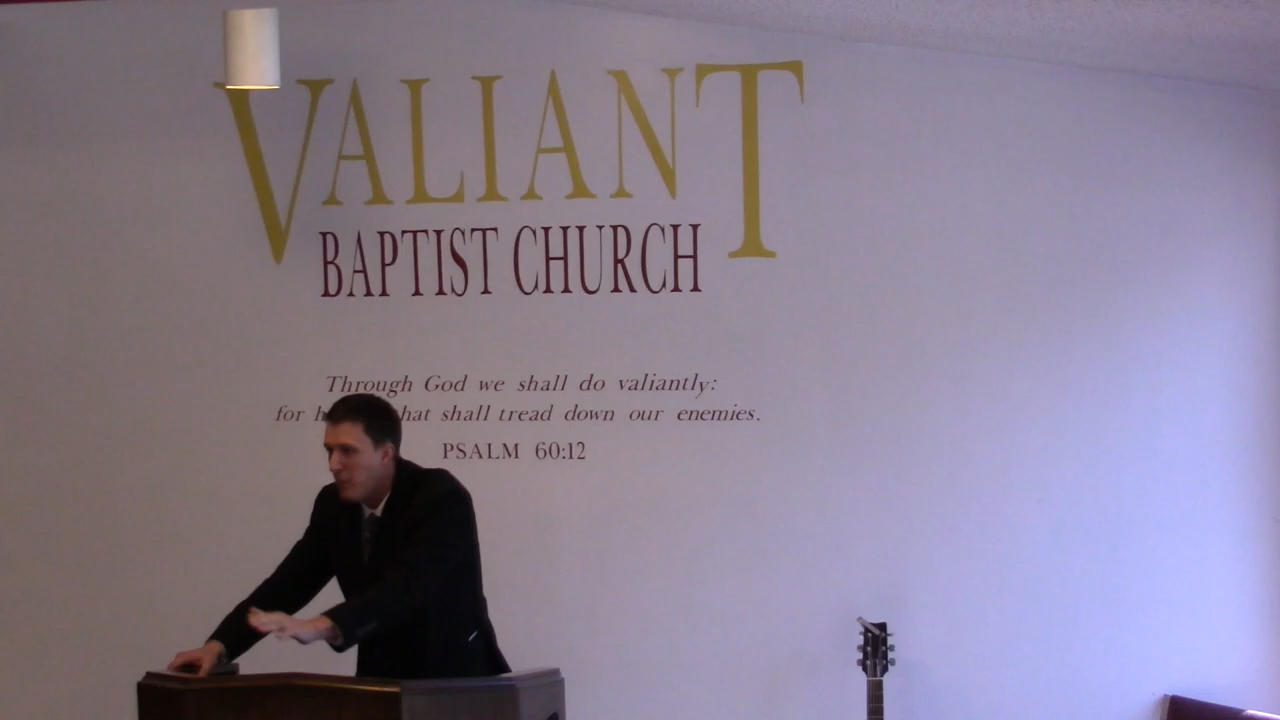 VALIANT
BAPTIST CHURCH
Through God we shall do valiantly:
for shall tread down our enemies.
PSALM 60:12